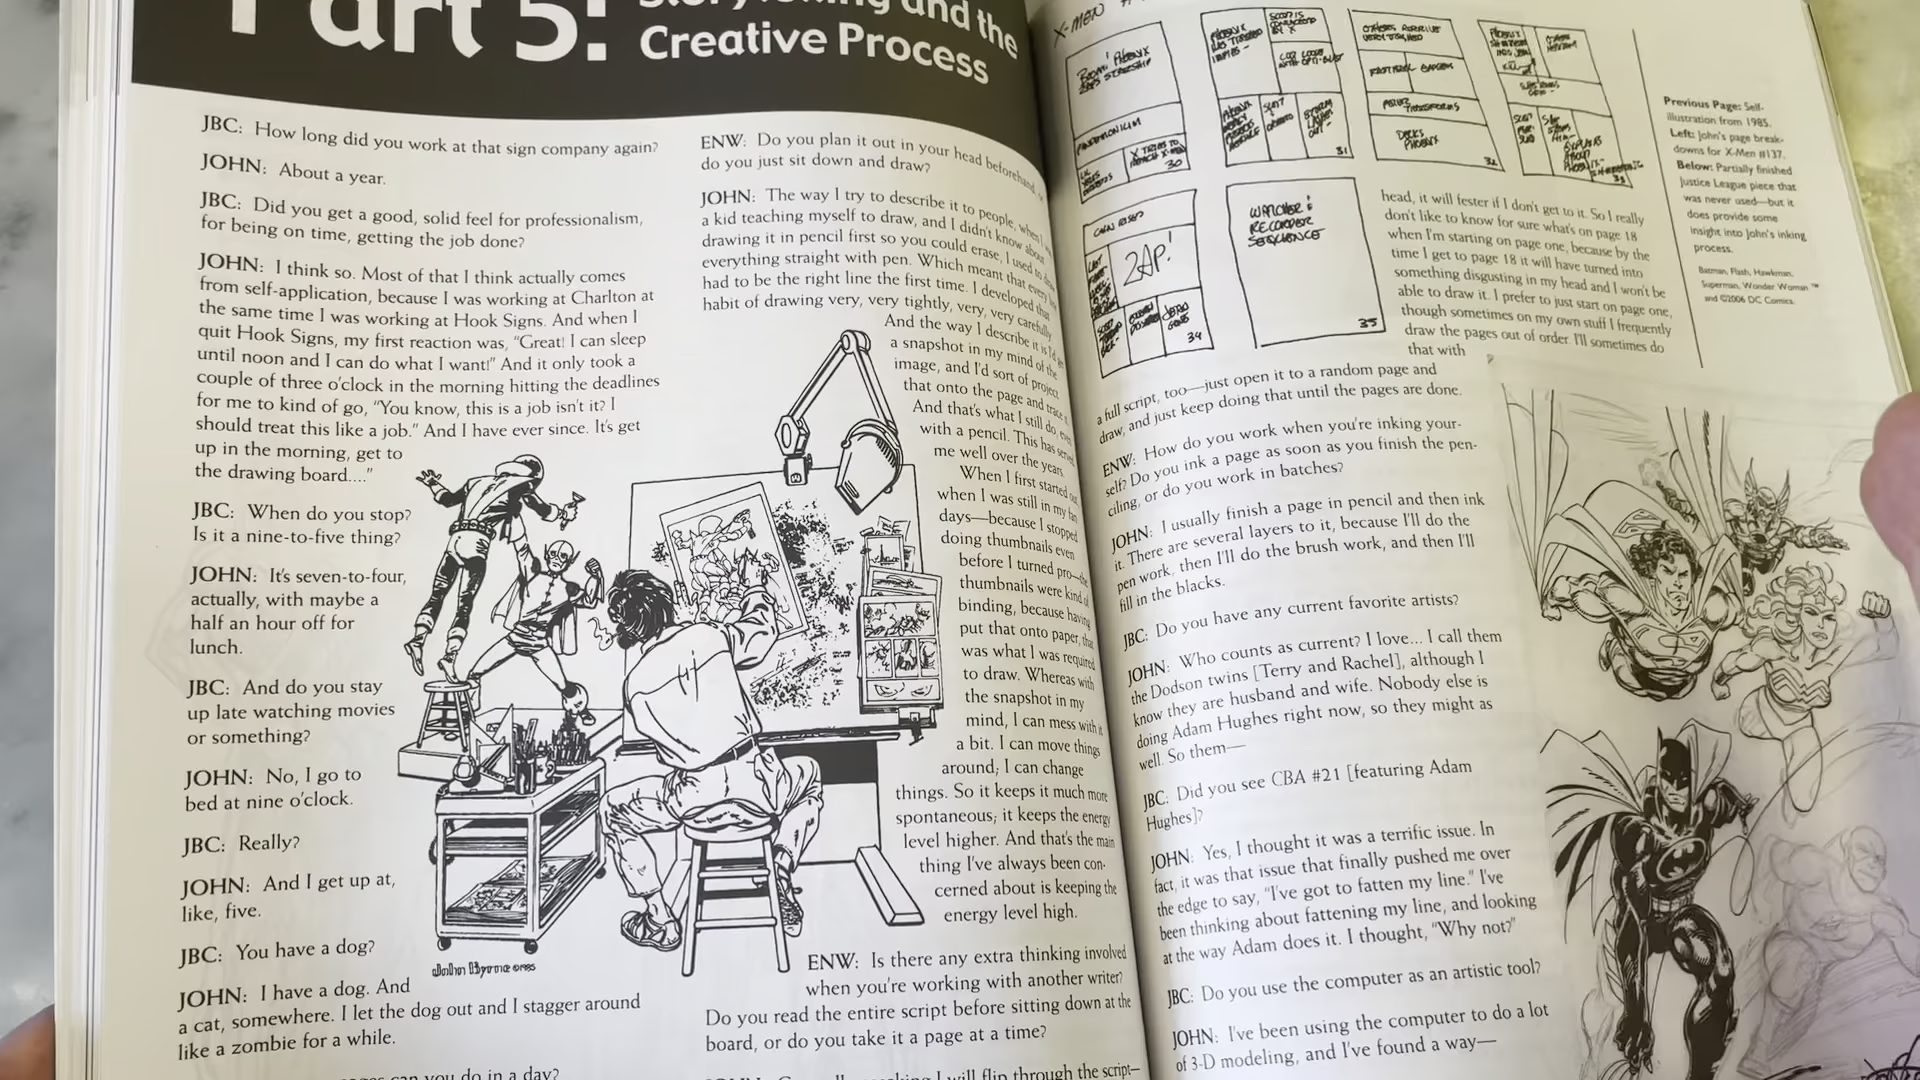 Part 5:
Storytelling and the
Creative Process
JBC: How long did you work at that sign company again?
JOHN: About a year.
JBC: Did you get a good, solid feel for professionalism,
for being on time, getting the job done?
JOHN: I think so. Most of that I think actually comes
from self-application, because I was working at Charlton at
the same time I was working at Hook Signs. And when I
quit Hook Signs, my first reaction was, "Great! I can sleep
until noon and I can do what I want!" And it only took a
couple of three o'clock in the morning hitting the deadlines
for me to kind of go, "You know, this is a job isn't it? I
should treat this like a job." And I have ever since. It's get
up in the morning, get to
the drawing board...."
JBC: When do you stop?
Is it a nine-to-five thing?
JOHN: It's seven-to-four,
actually, with maybe a
half an hour off for
lunch.
JBC: And do you stay
up late watching movies
or something?
JOHN: No, I go to
bed at nine o'clock.
JBC: Really?
JOHN: And I get up at,
like, five.
JBC: You have a dog?
JOHN: I have a dog. And
a cat, somewhere. I let the dog out and I stagger around
like a zombie for a while.
can you do in a day?
John Byrne
ENW: Do you plan it out in your head beforehand,
do you just sit down and draw?
JOHN: The way I try to describe it to people, when I
a kid teaching myself to draw, and I didn't know about
drawing it in pencil first so you could erase, I used to
everything straight with pen. Which meant that every
had to be the right line the first time. I developed that
habit of drawing very, very tightly, very, very carefully
And the way I describe it is I'd
a snapshot in my mind of the
image, and I'd sort of project
that onto the page and trace
And that's what I still do, even
with a pencil. This has
me well over the years.
When I first started
when I was still in my
days—because I stopped
doing thumbnails even
before I turned pro—the
thumbnails were kind of
binding, because having
put that onto paper, that
was what I was required
to draw. Whereas with
the snapshot in my
mind, I can mess with it
a bit. I can move things
around; I can change
things. So it keeps it much more
spontaneous; it keeps the energy
level higher. And that's the main
thing I've always been con-
cerned about is keeping the
energy level high.
ENW: Is there any extra thinking involved
when you're working with another writer?
Do you read the entire script before sitting down at the
board, or do you take it a page at a time?
I will flip through the script—
X-MEN
PANDEMONIUM
30
31
32
34
ZAP!
WATCHER &
RECORDER
SEQUENCE
35
Previous Page: Self-
illustration from 1985.
Left: John's page break-
downs for X-Men #137.
Below: Partially finished
Justice League piece that
was never used—but it
does provide some
insight into John's inking
process.
Batman, Flash, Hawkman,
Superman, Wonder Woman ™
and ©2006 DC Comics.
head, it will fester if I don't get to it. So I really
don't like to know for sure what's on page 18
when I'm starting on page one, because by the
time I get to page 18 it will have turned into
something disgusting in my head and I won't be
able to draw it. I prefer to just start on page one,
though sometimes on my own stuff I frequently
draw the pages out of order. I'll sometimes do
that with
a full script, too—just open it to a random page and
draw, and just keep doing that until the pages are done.
ENW: How do you work when you're inking your-
self? Do you ink a page as soon as you finish the pen-
ciling, or do you work in batches?
JOHN: I usually finish a page in pencil and then ink
it. There are several layers to it, because I'll do the
pen work, then I'll do the brush work, and then I'll
fill in the blacks.
JBC: Do you have any current favorite artists?
JOHN: Who counts as current? I love... I call them
the Dodson twins [Terry and Rachel], although I
know they are husband and wife. Nobody else is
doing Adam Hughes right now, so they might as
well. So them—
JBC: Did you see CBA #21 [featuring Adam
Hughes]?
JOHN: Yes, I thought it was a terrific issue. In
fact, it was that issue that finally pushed me over
the edge to say, "I've got to fatten my line." I've
been thinking about fattening my line, and looking
at the way Adam does it. I thought, "Why not?"
JBC: Do you use the computer as an artistic tool?
JOHN: I've been using the computer to do a lot
of 3-D modeling, and I've found a way—